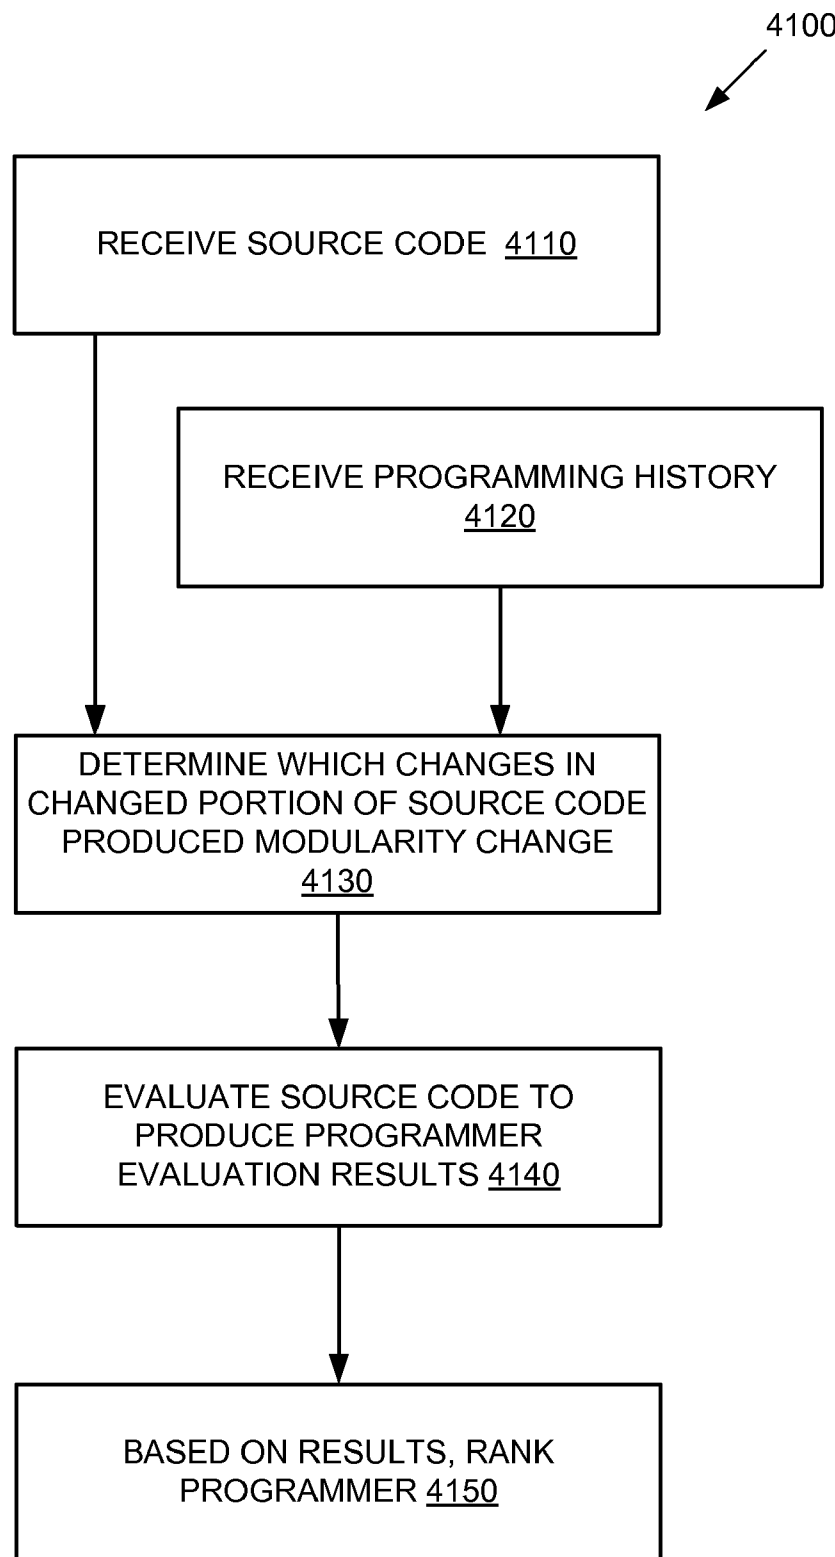 4100
RECEIVE SOURCE CODE 4110
RECEIVE PROGRAMMING HISTORY
4120
DETERMINE WHICH CHANGES IN
CHANGED PORTION OF SOURCE CODE
PRODUCED MODULARITY CHANGE
4130
EVALUATE SOURCE CODE TO
PRODUCE PROGRAMMER
EVALUATION RESULTS 4140
BASED ON RESULTS, RANK
PROGRAMMER 4150